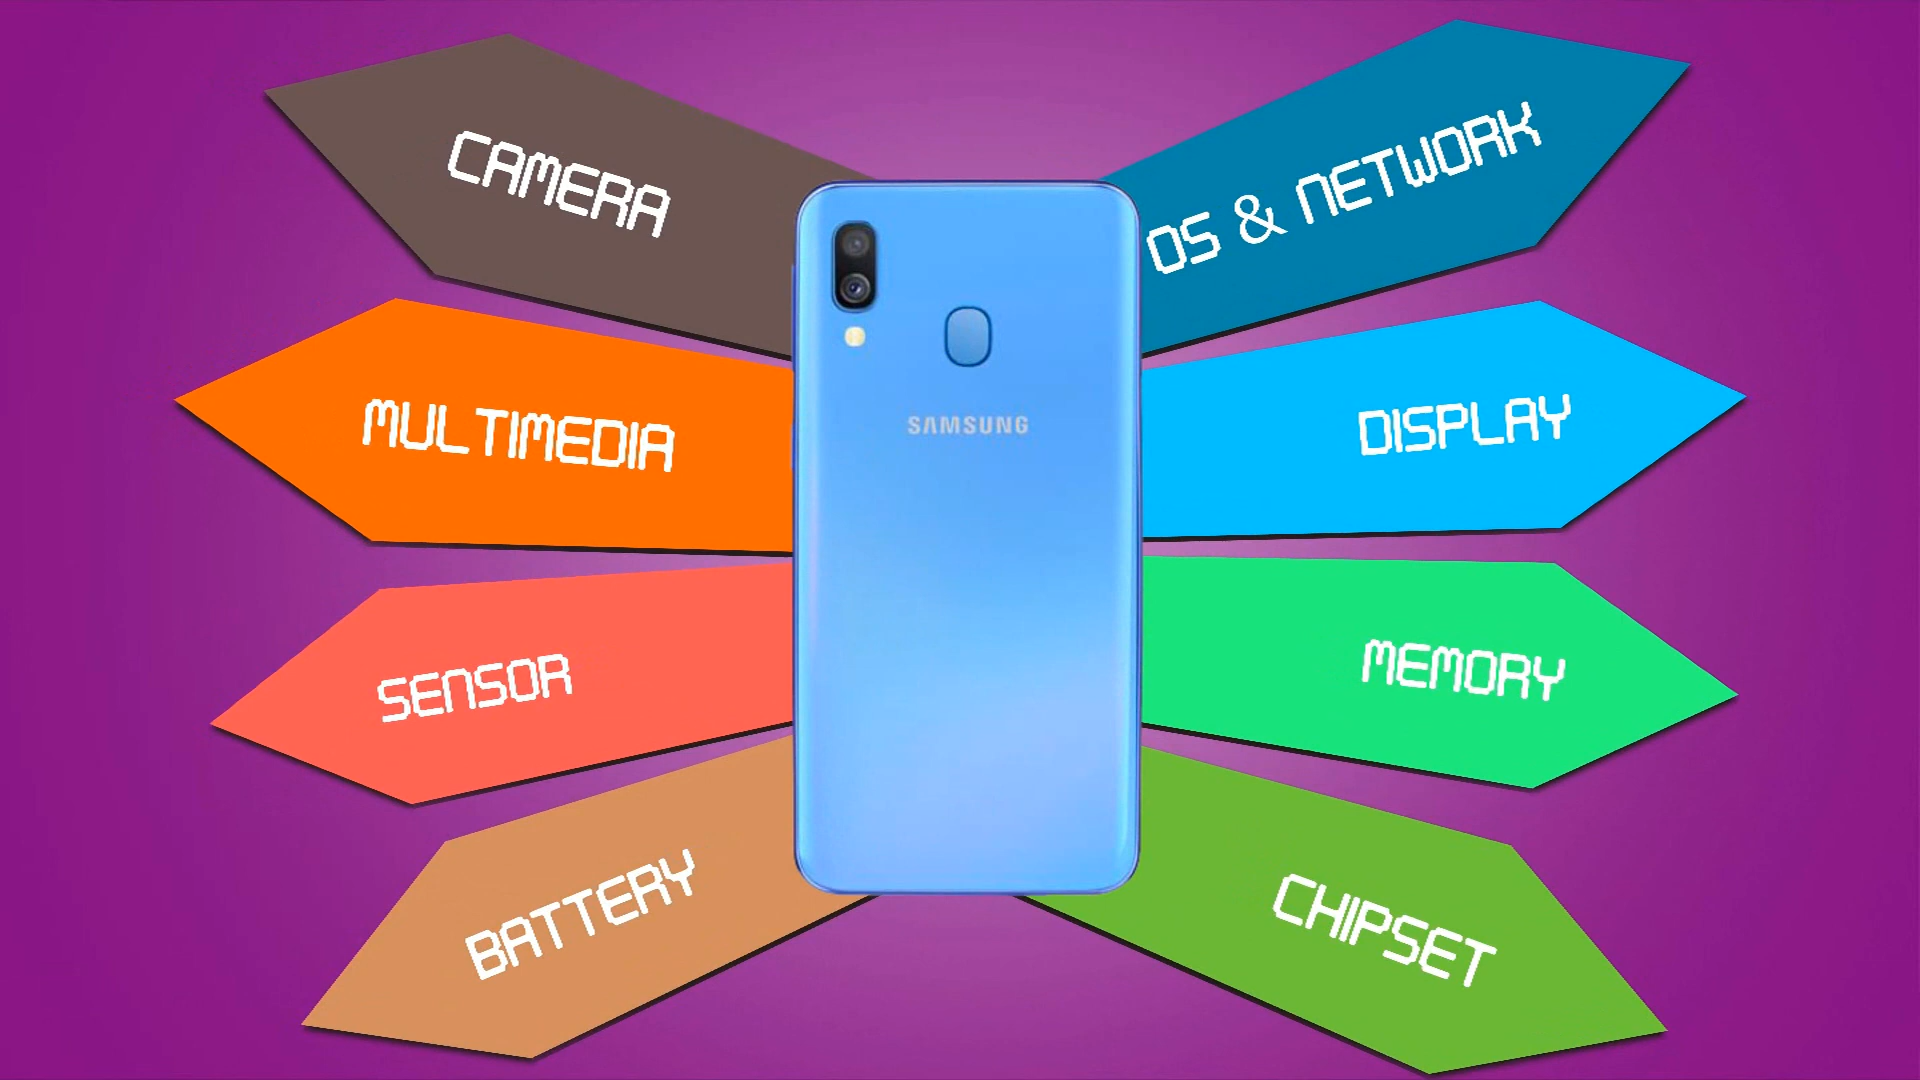 CAMERA
OS & NETWORK
MULTIMEDIA
SAMSUNG
DISPLAY
SENSOR
MEMORY
BATTERY
CHIPSET